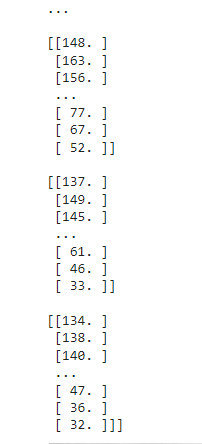 ...
[[148. ]
[163. ]
[156. ]
...
[ 77. ]
[ 67. ]
[ 52. ]]
[[137. ]
[149. ]
[145. ]
...
[ 61. ]
[ 46. ]
[ 33. ]]
[[134. ]
[138. ]
[140. ]
...
[ 47. ]
[ 36. ]
[ 32. ]]]